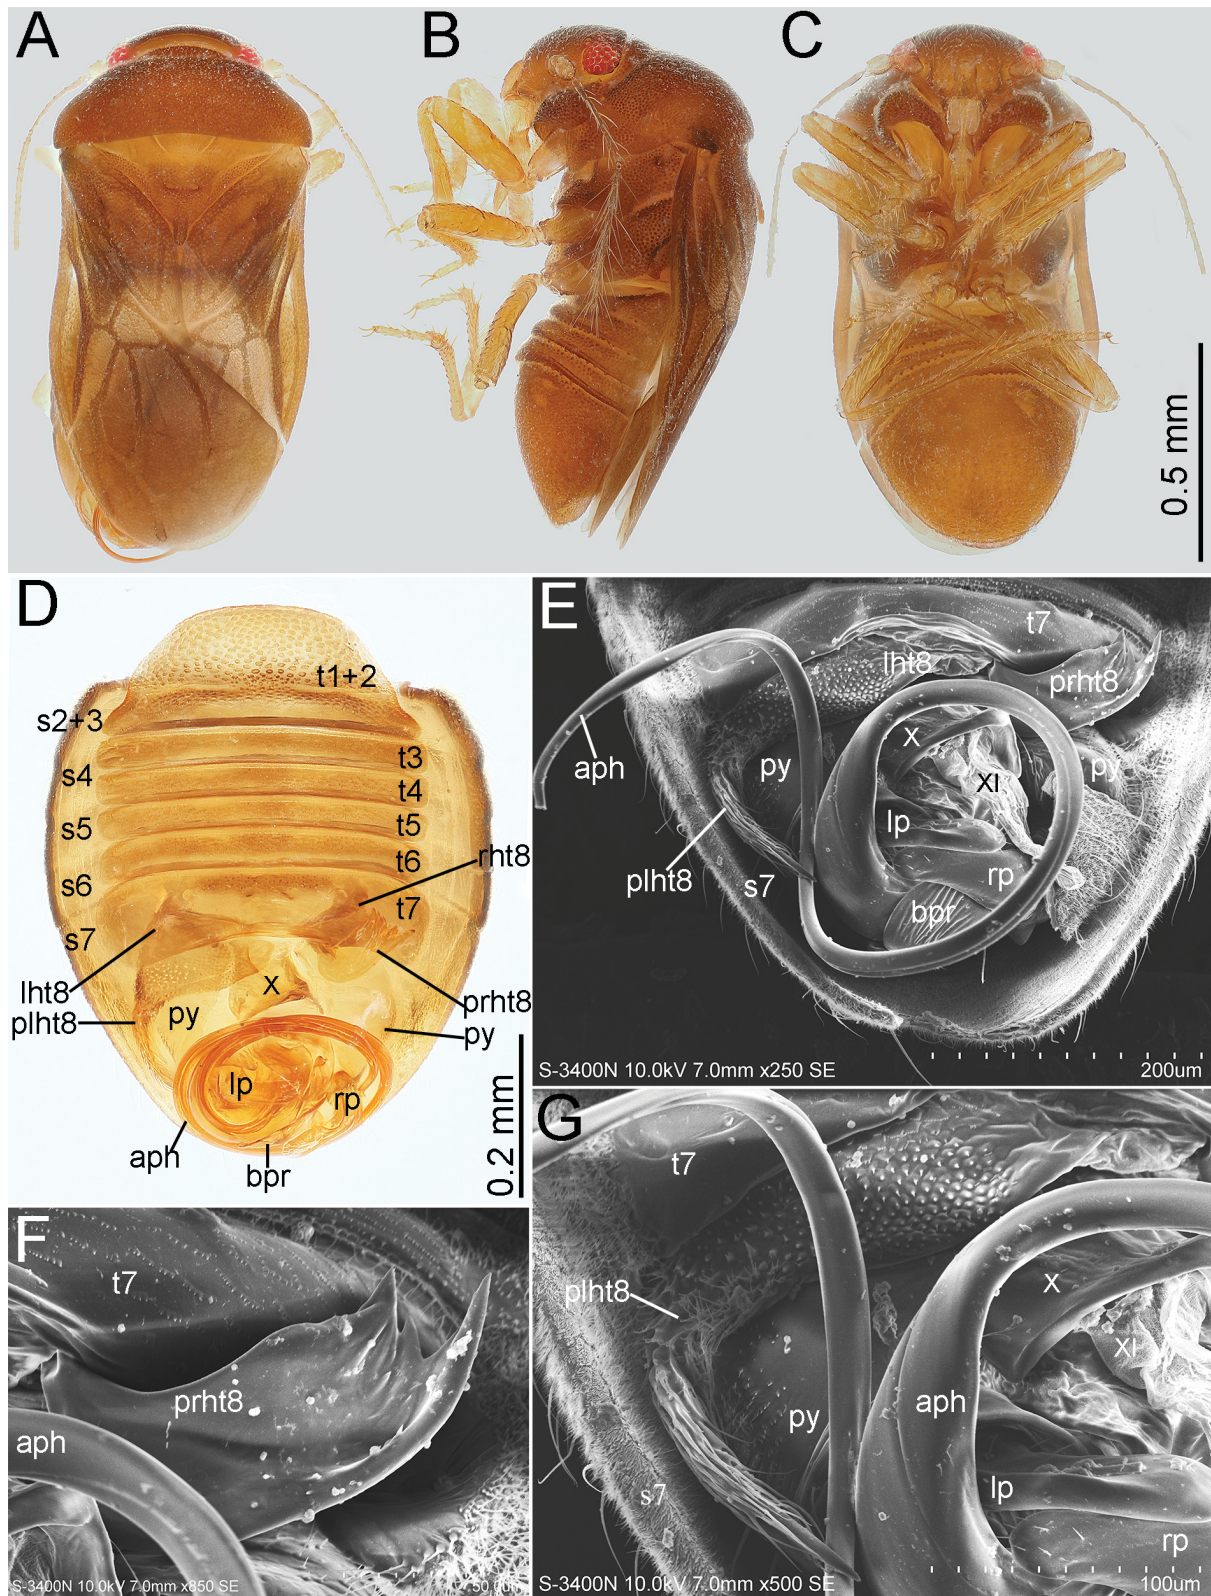 A
B
C
0.5 mm
D
t1+2
s2+3
t3
s4
t4
s5
t5
t6
rht8
s6
t7
s7
lht8
x
prht8
plht8
py
py
lp
rp
aph
bpr
0.2 mm
E
t7
lht8
prht8
x
aph
py
py
XI
lp
plht8
rp
s7
bpr
S-3400N 10.0kV 7.0mm x250 SE
200um
F
t7
prht8
aph
S-3400N 10.0kV 7.0mm x850 SE
50.0um
G
t7
plht8
x
XI
aph
py
lp
s7
rp
S-3400N 10.0kV 7.0mm x500 SE
100um